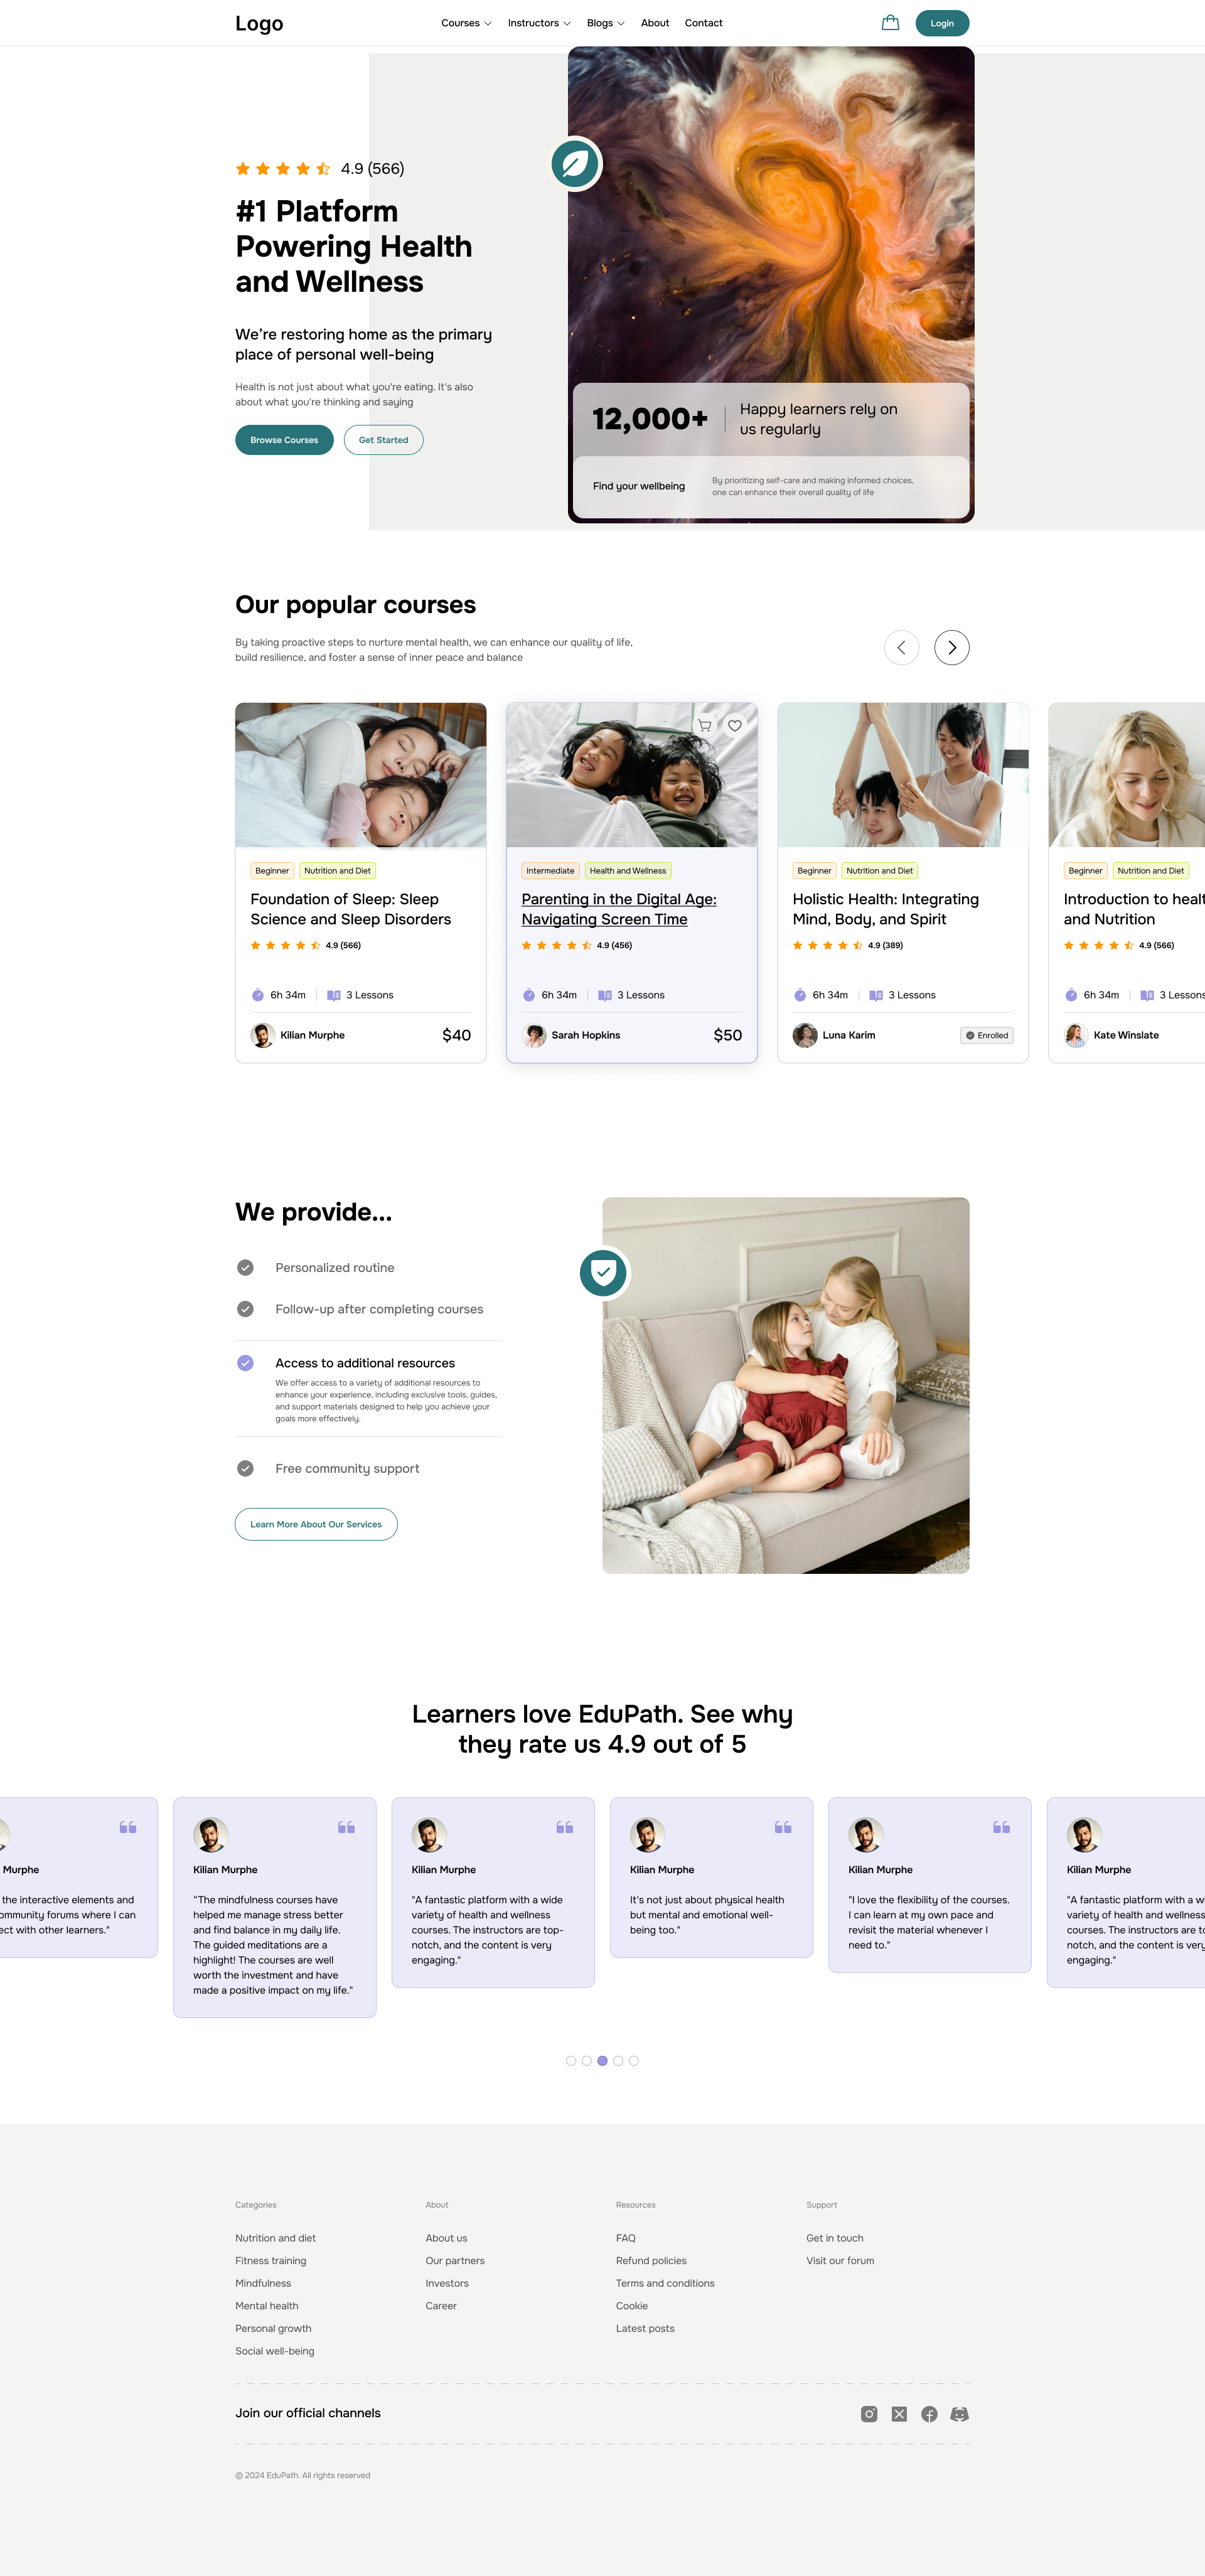 Logo
Courses
Instructors
Blogs
About
Contact
Login
4.9 (566)
#1 Platform
Powering Health
and Wellness
We’re restoring home as the primary
place of personal well-being
Health is not just about what you're eating. It's also
about what you're thinking and saying
Browse Courses
Get Started
12,000+
Happy learners rely on
us regularly
Find your wellbeing
By prioritizing self-care and making informed choices,
one can enhance their overall quality of life
Our popular courses
By taking proactive steps to nurture mental health, we can enhance our quality of life,
build resilience, and foster a sense of inner peace and balance
Beginner
Nutrition and Diet
Foundation of Sleep: Sleep
Science and Sleep Disorders
4.9 (566)
6h 34m
3 Lessons
Kilian Murphe
$40
Intermediate
Health and Wellness
Parenting in the Digital Age:
Navigating Screen Time
4.9 (456)
6h 34m
3 Lessons
Sarah Hopkins
$50
Beginner
Nutrition and Diet
Holistic Health: Integrating
Mind, Body, and Spirit
4.9 (389)
6h 34m
3 Lessons
Luna Karim
Enrolled
Beginner
Nutrition and Diet
Introduction to healt
and Nutrition
4.9 (566)
6h 34m
3 Lessons
Kate Winslate
We provide...
Personalized routine
Follow-up after completing courses
Access to additional resources
We offer access to a variety of additional resources to
enhance your experience, including exclusive tools, guides,
and support materials designed to help you achieve your
goals more effectively.
Free community support
Learn More About Our Services
Learners love EduPath. See why
they rate us 4.9 out of 5
Murphe
the interactive elements and
ommunity forums where I can
ect with other learners."
Kilian Murphe
“The mindfulness courses have
helped me manage stress better
and find balance in my daily life.
The guided meditations are a
highlight! The courses are well
worth the investment and have
made a positive impact on my life."
Kilian Murphe
"A fantastic platform with a wide
variety of health and wellness
courses. The instructors are top-
notch, and the content is very
engaging."
Kilian Murphe
It's not just about physical health
but mental and emotional well-
being too."
Kilian Murphe
"I love the flexibility of the courses.
I can learn at my own pace and
revisit the material whenever I
need to."
Kilian Murphe
"A fantastic platform with a wi
variety of health and wellness
courses. The instructors are to
notch, and the content is very
engaging."
Categories
Nutrition and diet
Fitness training
Mindfulness
Mental health
Personal growth
Social well-being
About
About us
Our partners
Investors
Career
Resources
FAQ
Refund policies
Terms and conditions
Cookie
Latest posts
Support
Get in touch
Visit our forum
Join our official channels
© 2024 EduPath. All rights reserved